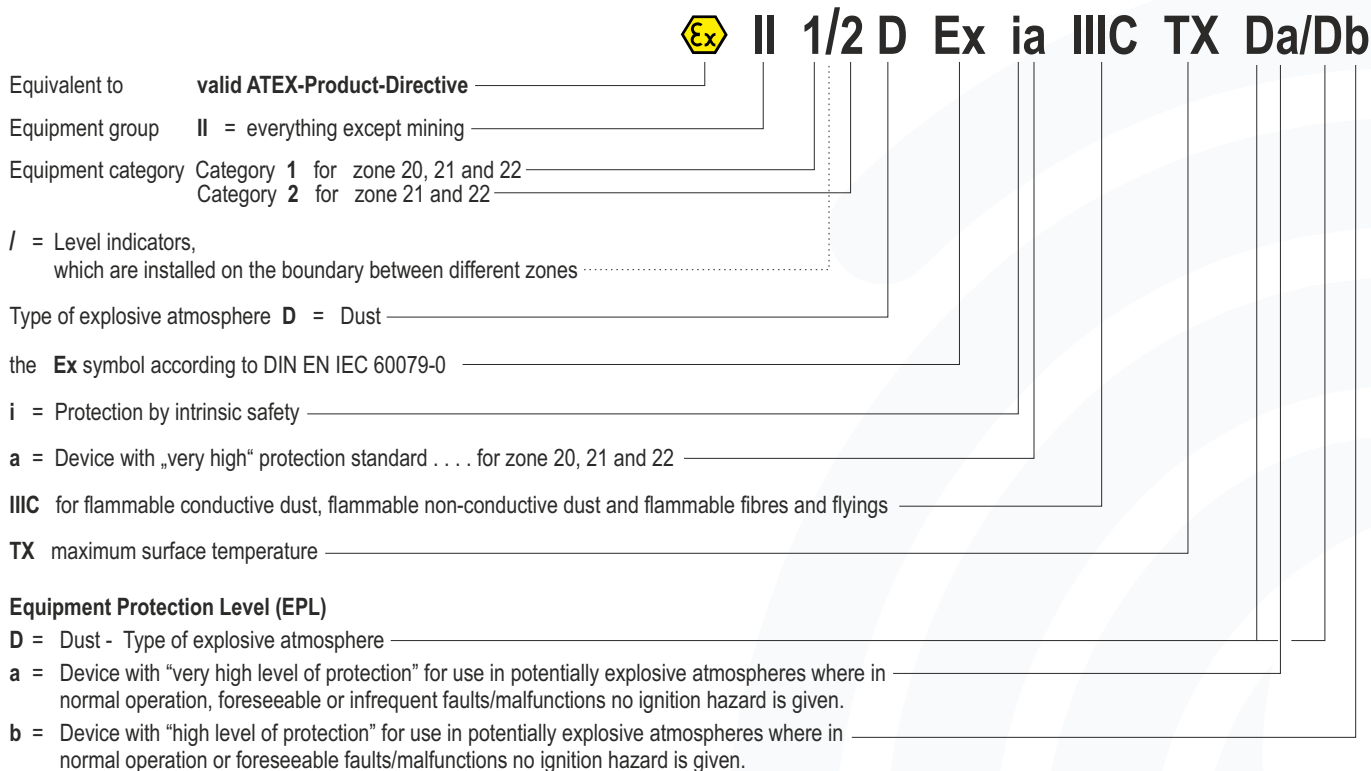 Ex II 1/2 D Ex ia IIIC TX Da/Db
Equivalent to valid ATEX-Product-Directive
Equipment group II = everything except mining
Equipment category Category 1 for zone 20, 21 and 22
Category 2 for zone 21 and 22
/ = Level indicators,
which are installed on the boundary between different zones
Type of explosive atmosphere D = Dust
the Ex symbol according to DIN EN IEC 60079-0
i = Protection by intrinsic safety
a = Device with „very high“ protection standard . . . . for zone 20, 21 and 22
IIIC for flammable conductive dust, flammable non-conductive dust and flammable fibres and flyings
TX maximum surface temperature
Equipment Protection Level (EPL)
D = Dust - Type of explosive atmosphere
a = Device with “very high level of protection” for use in potentially explosive atmospheres where in
normal operation, foreseeable or infrequent faults/malfunctions no ignition hazard is given.
b = Device with “high level of protection” for use in potentially explosive atmospheres where in
normal operation or foreseeable faults/malfunctions no ignition hazard is given.